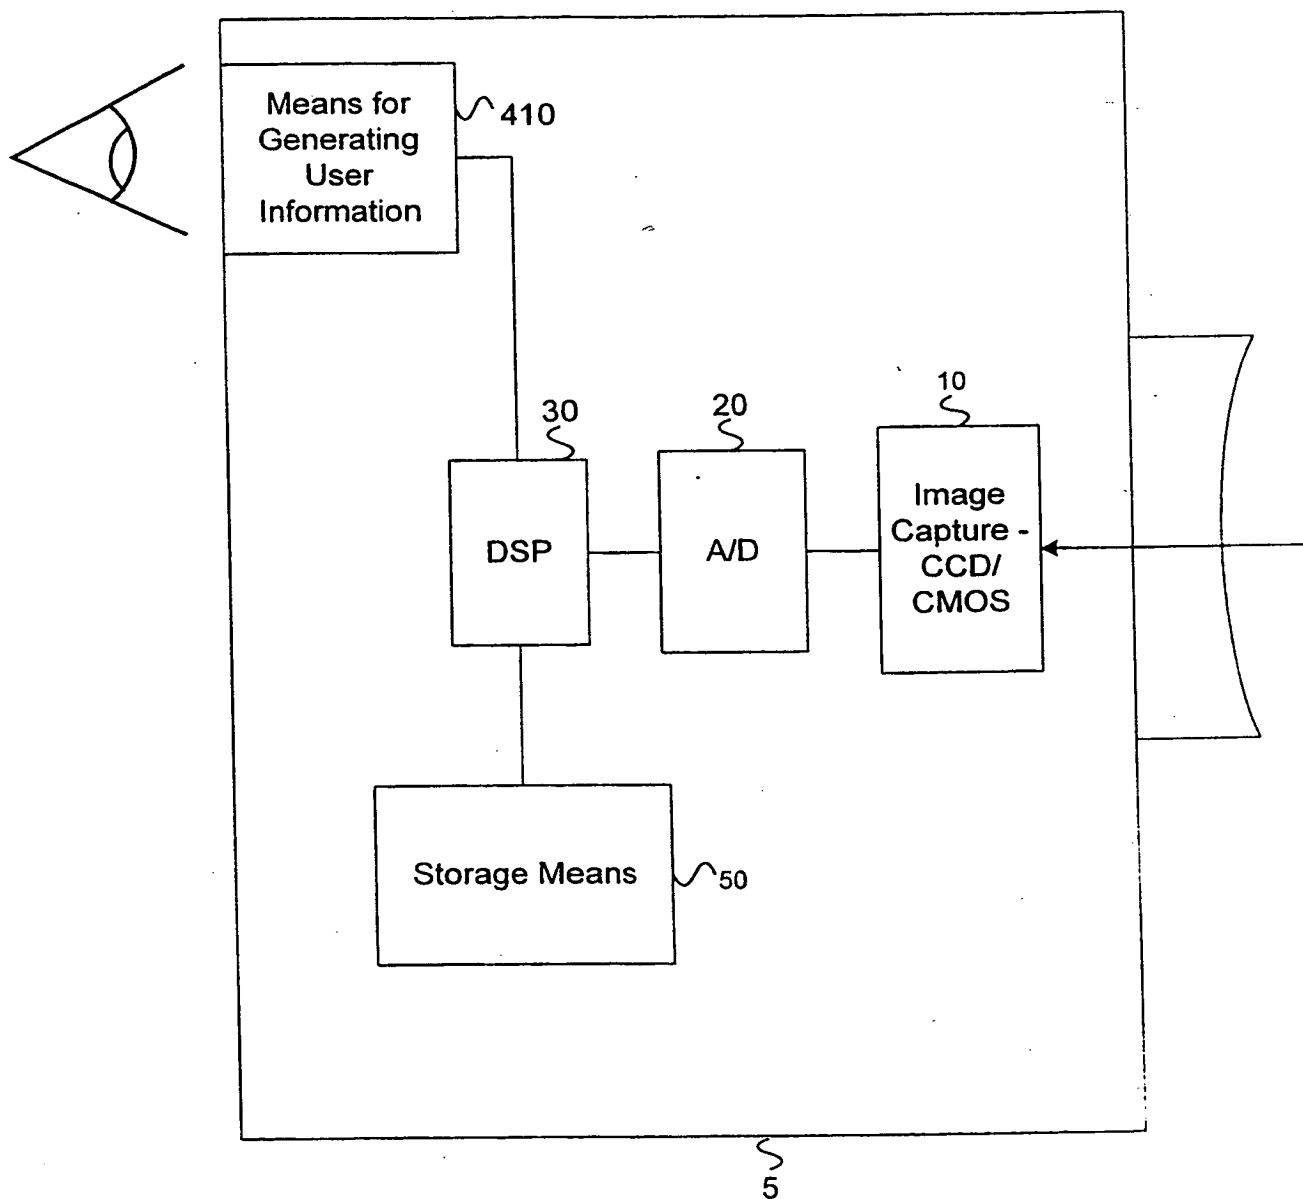 Means for
Generating
User
Information
410
10
20
30
Image
Capture -
CCD/
CMOS
A/D
DSP
Storage Means
50
5